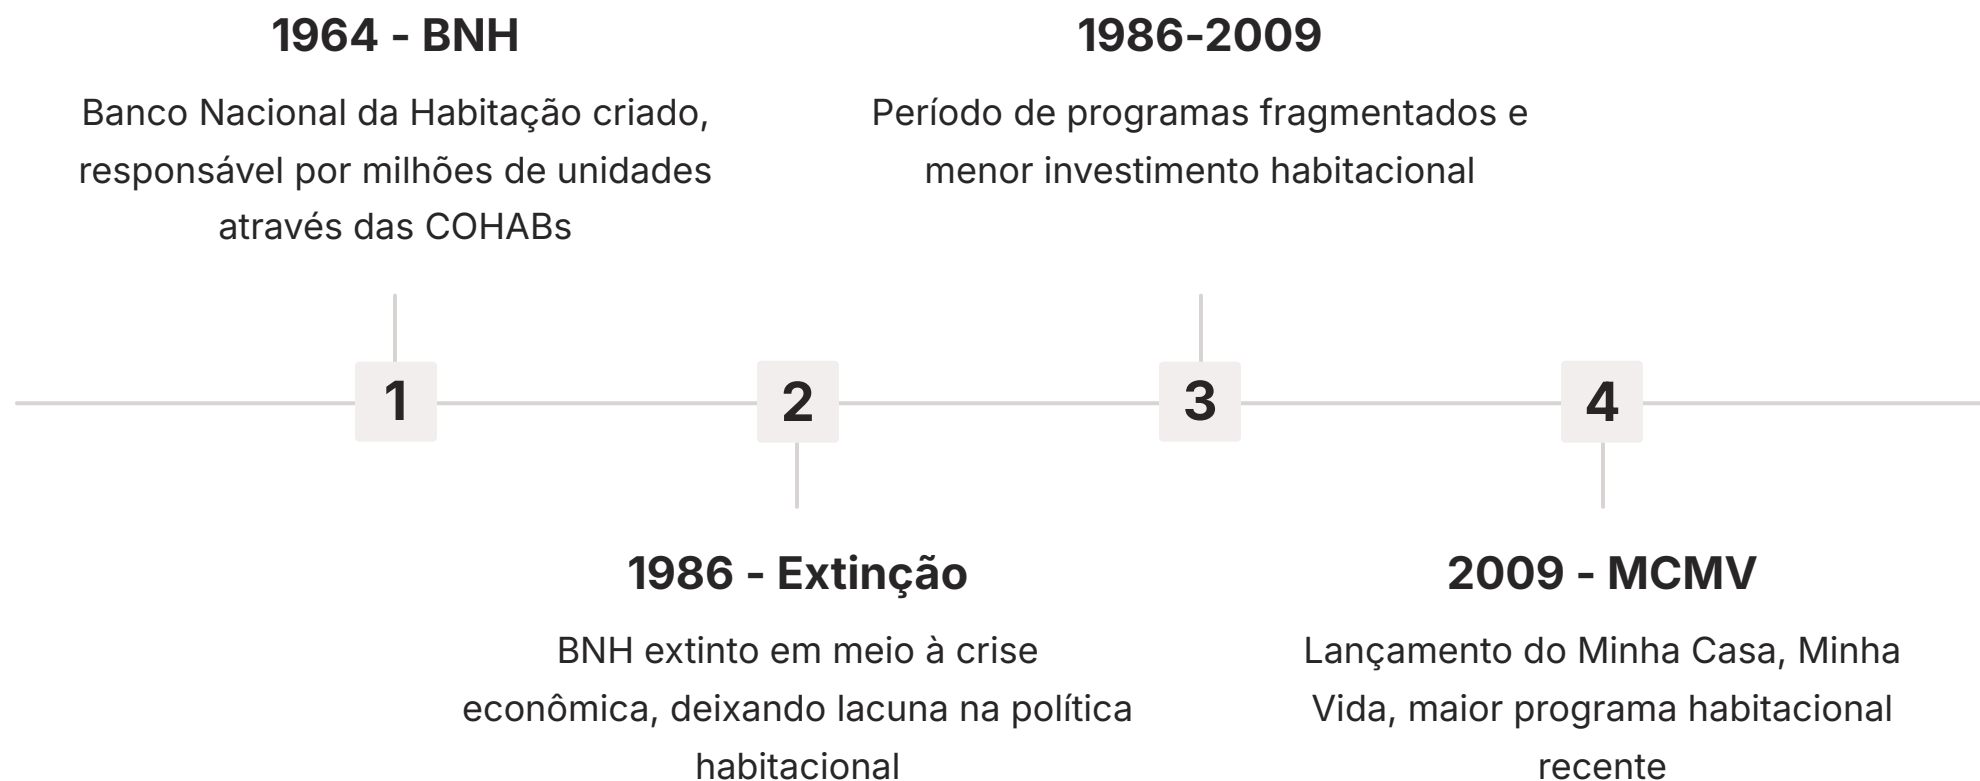 1964 - BNH
Banco Nacional da Habitação criado,
responsável por milhões de unidades
através das COHABs
1986-2009
Período de programas fragmentados e
menor investimento habitacional
1
2
3
4
1986 - Extinção
BNH extinto em meio à crise
econômica, deixando lacuna na política
habitacional
2009 - MCMV
Lançamento do Minha Casa, Minha
Vida, maior programa habitacional
recente